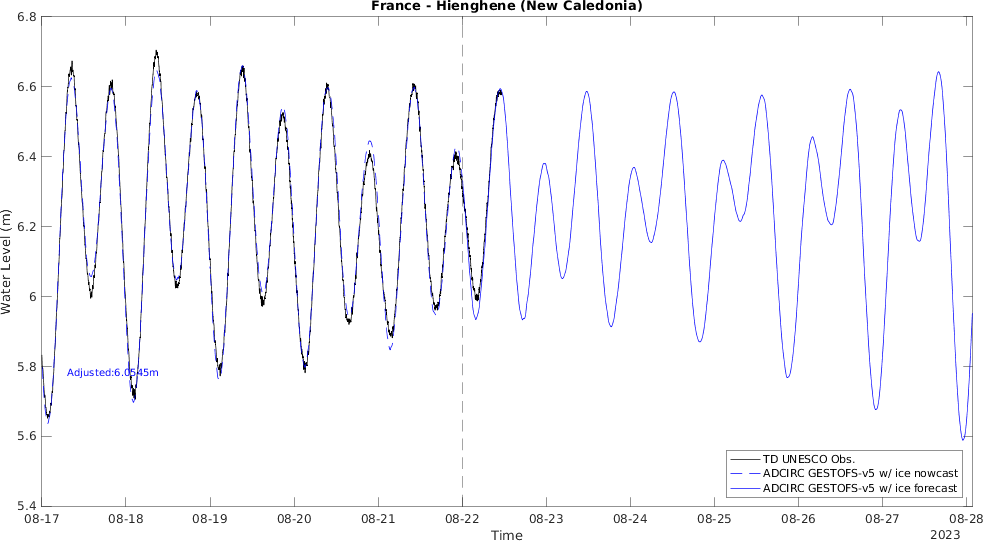 France - Hienghene (New Caledonia)
6.8
6.6
6.4
6.2
6
5.8
5.6
5.4
Water Level (m)
Adjusted:6.0545m
TD UNESCO Obs.
ADCIRC GESTOFS-v5 w/ ice nowcast
ADCIRC GESTOFS-v5 w/ ice forecast
08-17 08-18 08-19 08-20 08-21 08-22 08-23 08-24 08-25 08-26 08-27 08-28
Time
2023